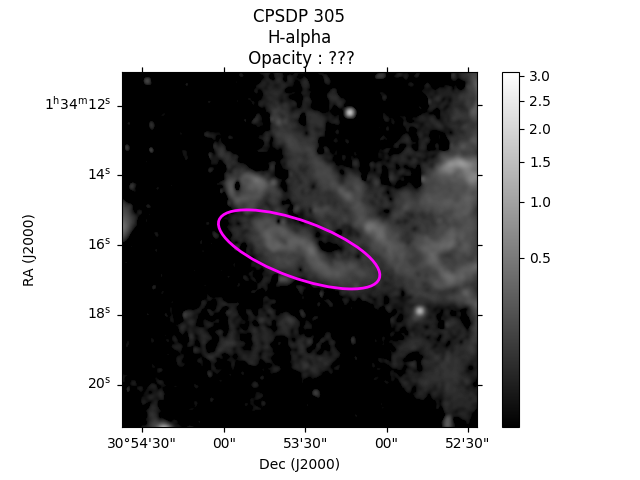 CPSDP 305
H-alpha
Opacity : ???
3.0
2.5
2.0
1.5
1.0
0.5
1ʰ34ᵐ12ˢ
14ˢ
16ˢ
18ˢ
20ˢ
RA (J2000)
30°54'30" 00" 53'30" 00" 52'30"
Dec (J2000)